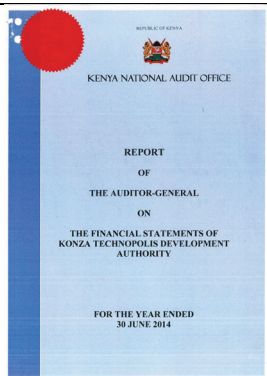 REPUBLIC OF KENYA
KENYA NATIONAL AUDIT OFFICE
REPORT
OF
THE AUDITOR-GENERAL
ON
THE FINANCIAL STATEMENTS OF
KONZA TECHNOPOLIS DEVELOPMENT
AUTHORITY
FOR THE YEAR ENDED
30 JUNE 2014